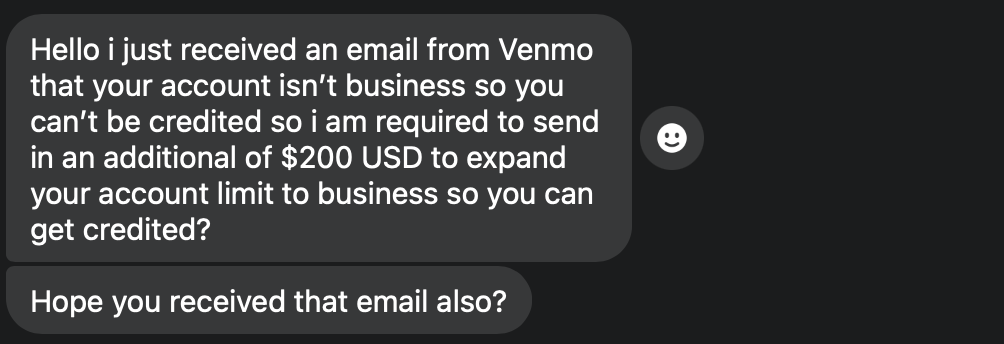 Hello i just received an email from Venmo
that your account isn’t business so you
can’t be credited so i am required to send
in an additional of $200 USD to expand
your account limit to business so you can
get credited?
Hope you received that email also?